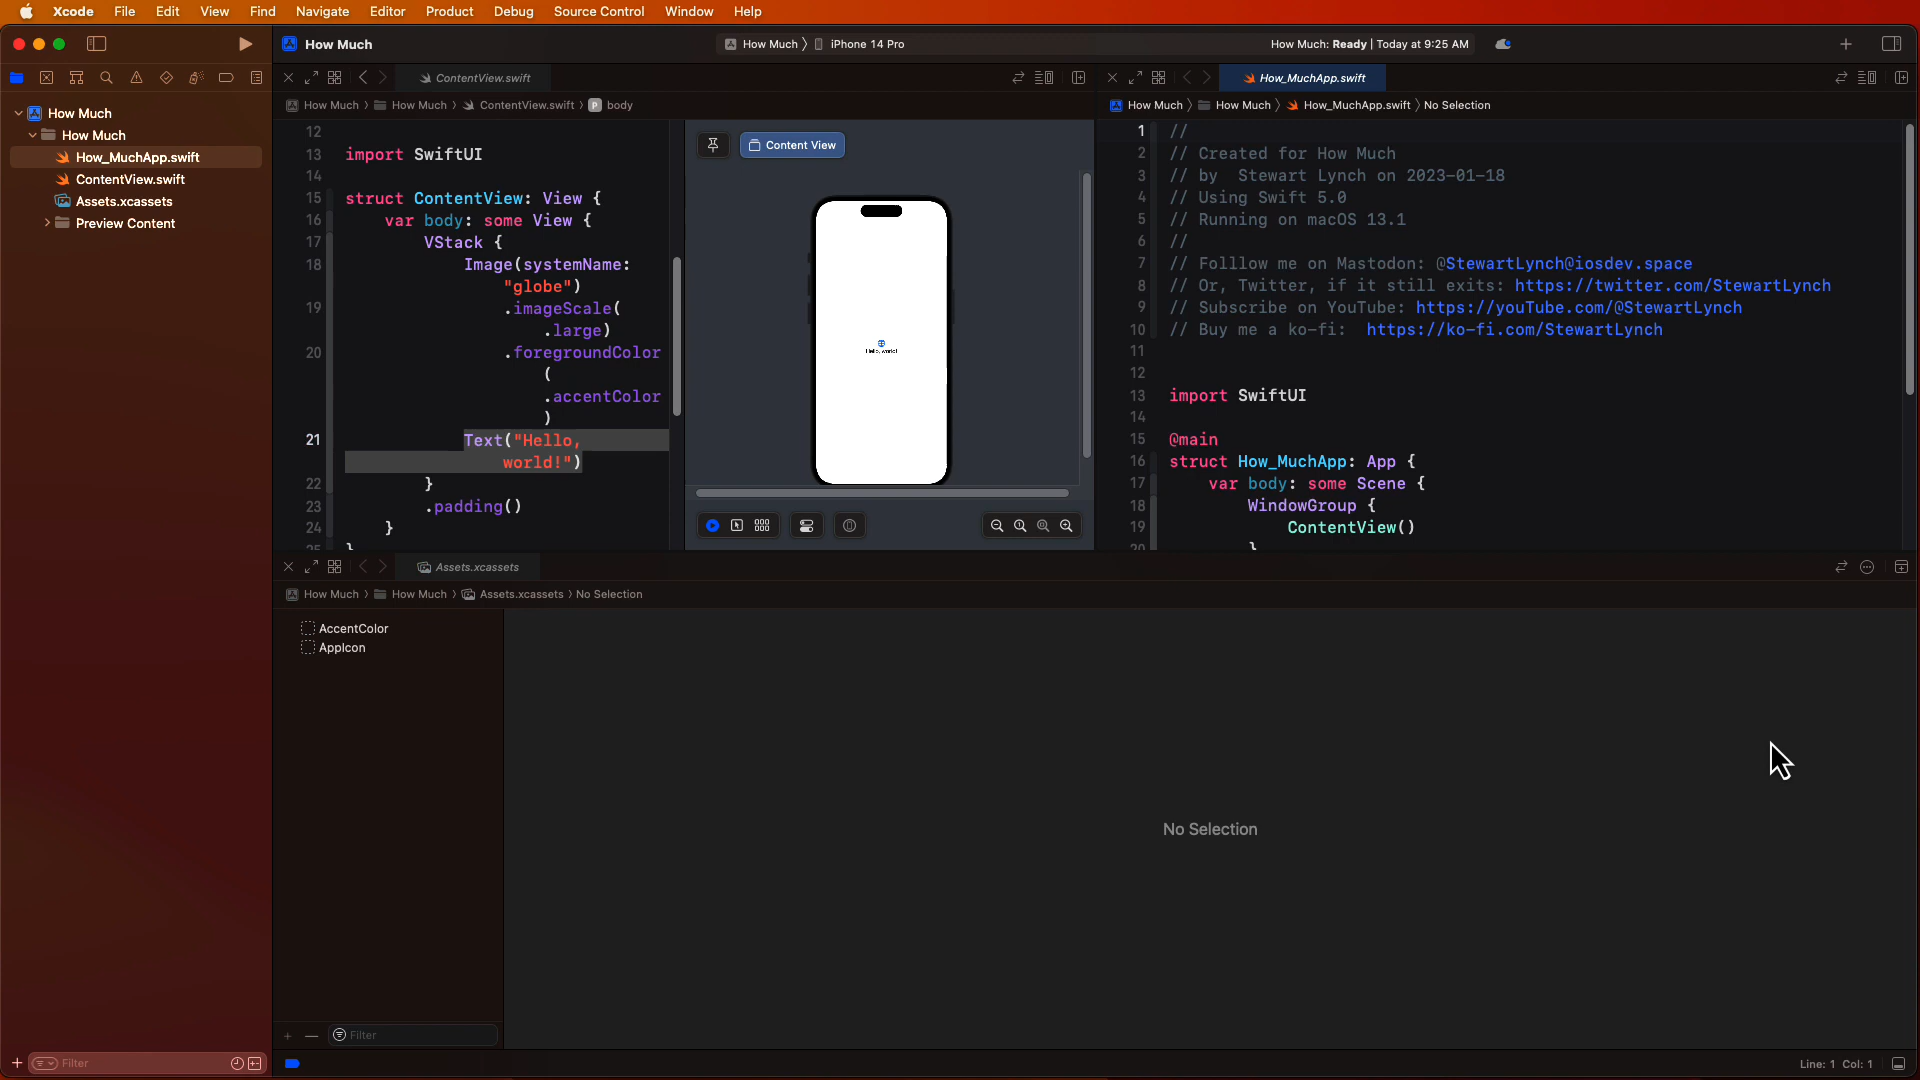 Xcode File Edit View Find Navigate Editor Product Debug Source Control Window Help
How Much
How Much iPhone 14 Pro
How Much: Ready | Today at 9:25 AM
How Much
How Much
How_MuchApp.swift
ContentView.swift
Assets.xcassets
Preview Content
Filter
ContentView.swift
How Much How Much ContentView.swift P body
12
13 import SwiftUI
14
15 struct ContentView: View {
16 var body: some View {
17 VStack {
18 Image(systemName:
"globe")
19 .imageScale(
.large)
20 .foregroundColor
(
.accentColor
)
21 Text("Hello,
world!")
22 }
23 .padding()
24 }
25 }
Content View
Hello, world!
How_MuchApp.swift
How Much How Much How_MuchApp.swift No Selection
1 //
2 // Created for How Much
3 // by  Stewart Lynch on 2023-01-18
4 // Using Swift 5.0
5 // Running on macOS 13.1
6 //
7 // Folllow me on Mastodon: @StewartLynch@iosdev.space
8 // Or, Twitter, if it still exits: https://twitter.com/StewartLynch
9 // Subscribe on YouTube: https://youTube.com/@StewartLynch
10 // Buy me a ko-fi:  https://ko-fi.com/StewartLynch
11
12
13 import SwiftUI
14
15 @main
16 struct How_MuchApp: App {
17 var body: some Scene {
18 WindowGroup {
19 ContentView()
20 }
Assets.xcassets
How Much How Much Assets.xcassets No Selection
AccentColor
AppIcon
No Selection
Filter
Line: 1 Col: 1